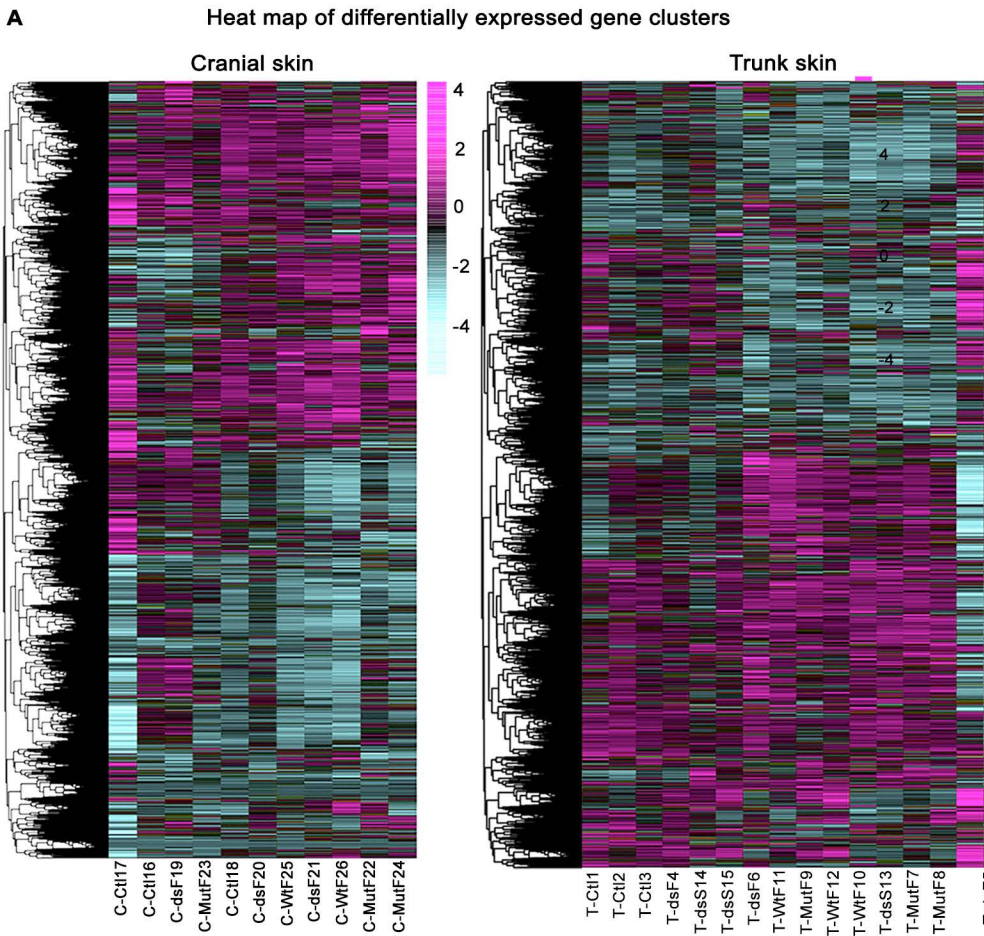 A
Heat map of differentially expressed gene clusters
Cranial skin
Trunk skin
4
2
0
-2
-4
4
2
0
-2
-4
C-Ctl17
C-Ctl16
C-dsF19
C-MutF23
C-Ctl18
C-dsF20
C-WtF25
C-dsF21
C-WtF26
C-MutF22
C-MutF24
T-Ctl1
T-Ctl2
T-Ctl3
T-dsF4
T-dsS14
T-dsS15
T-dsF6
T-WtF11
T-MutF9
T-WtF12
T-WtF10
T-dsS13
T-MutF7
T-MutF8